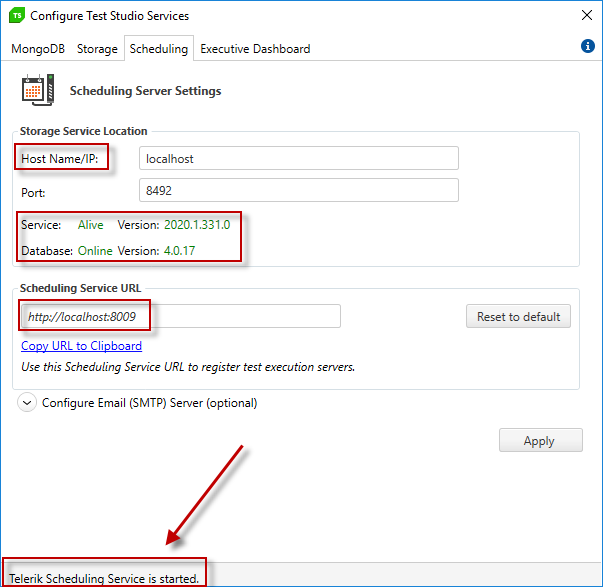 TS Configure Test Studio Services
MongoDB Storage Scheduling Executive Dashboard
i
Scheduling Server Settings
Storage Service Location
Host Name/IP: localhost
Port: 8492
Service: Alive Version: 2020.1.331.0
Database: Online Version: 4.0.17
Scheduling Service URL
http://localhost:8009 Reset to default
Copy URL to Clipboard
Use this Scheduling Service URL to register test execution servers.
Configure Email (SMTP) Server (optional)
Apply
Telerik Scheduling Service is started.